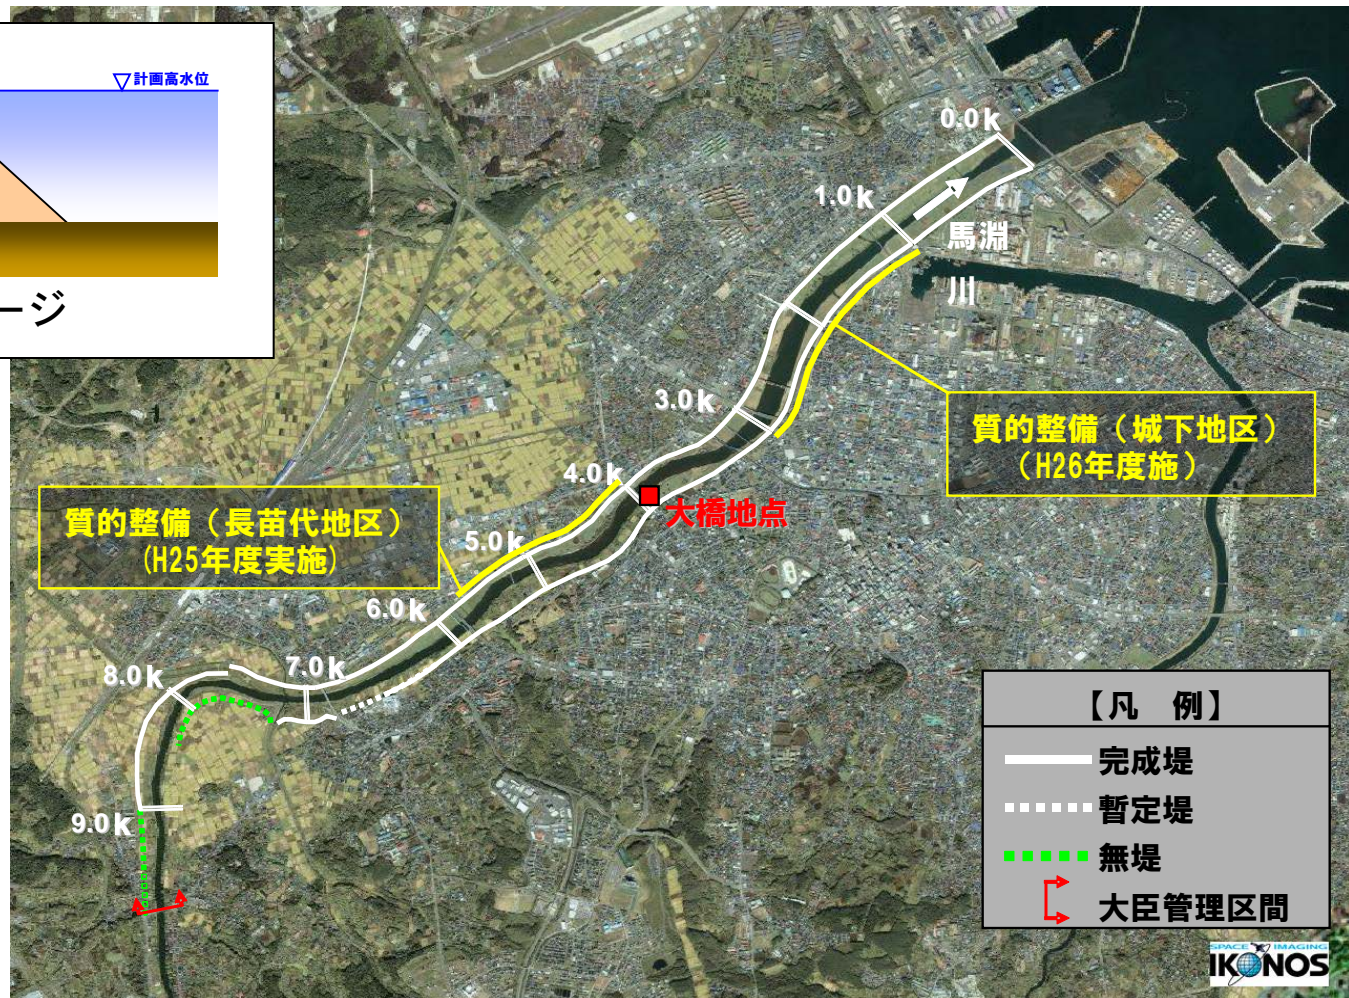 ▽計画高水位
ージ
0.0k
1.0k
馬淵
川
3.0k
質的整備（城下地区）
（H26年度施）
4.0k
大橋地点
質的整備（長苗代地区）
(H25年度実施)
5.0k
6.0k
7.0k
8.0k
9.0k
【凡 例】
完成堤
暫定堤
無堤
大臣管理区間
SPACE IMAGING
IKONOS